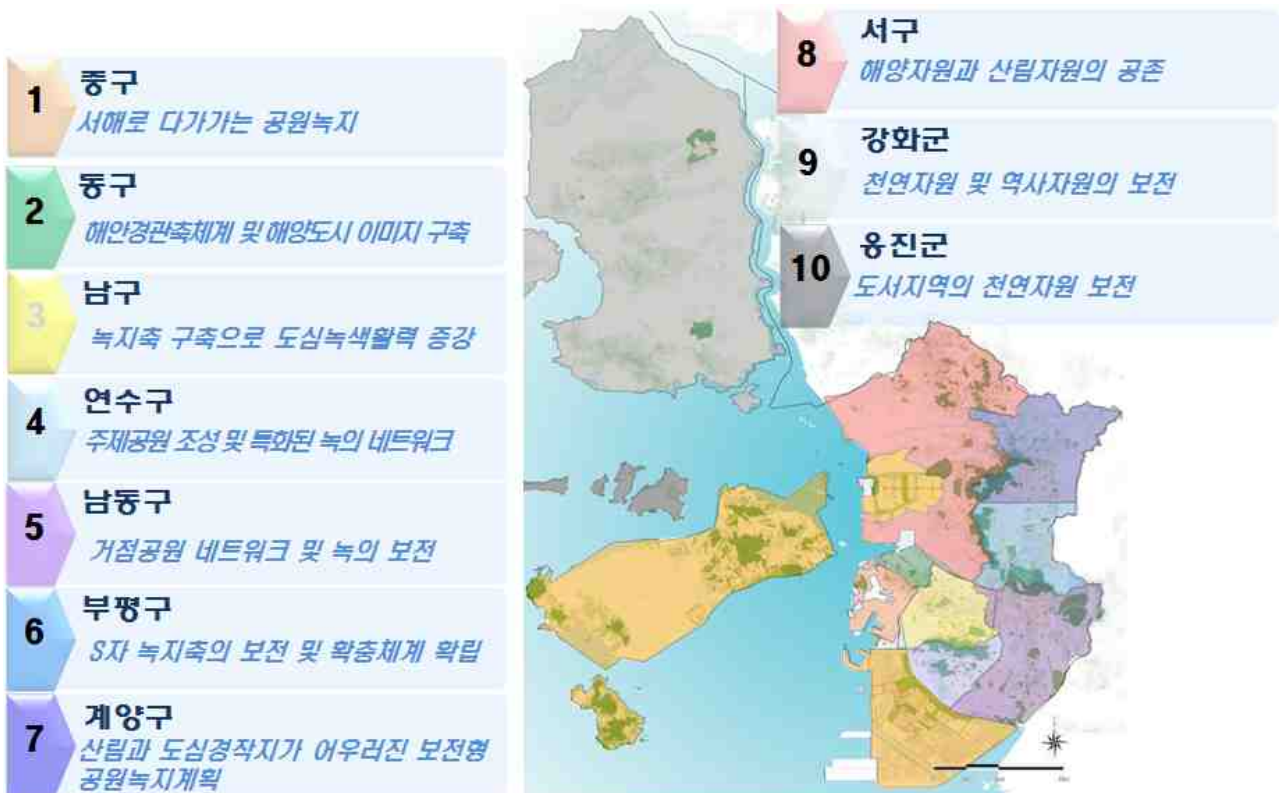 1
중구
서해로 다가가는 공원녹지
2
동구
해안경관축체계 및 해양도시 이미지 구축
3
남구
녹지축 구축으로 도심녹색활력 증강
4
연수구
주제공원 조성 및 특화된 녹의 네트워크
5
남동구
거점공원 네트워크 및 녹의 보전
6
부평구
S자 녹지축의 보전 및 확충체계 확립
7
계양구
산림과 도심경작지가 어우러진 보전형
공원녹지계획
8
서구
해양자원과 산림자원의 공존
9
강화군
천연자원 및 역사자원의 보전
10
옹진군
도서지역의 천연자원 보전